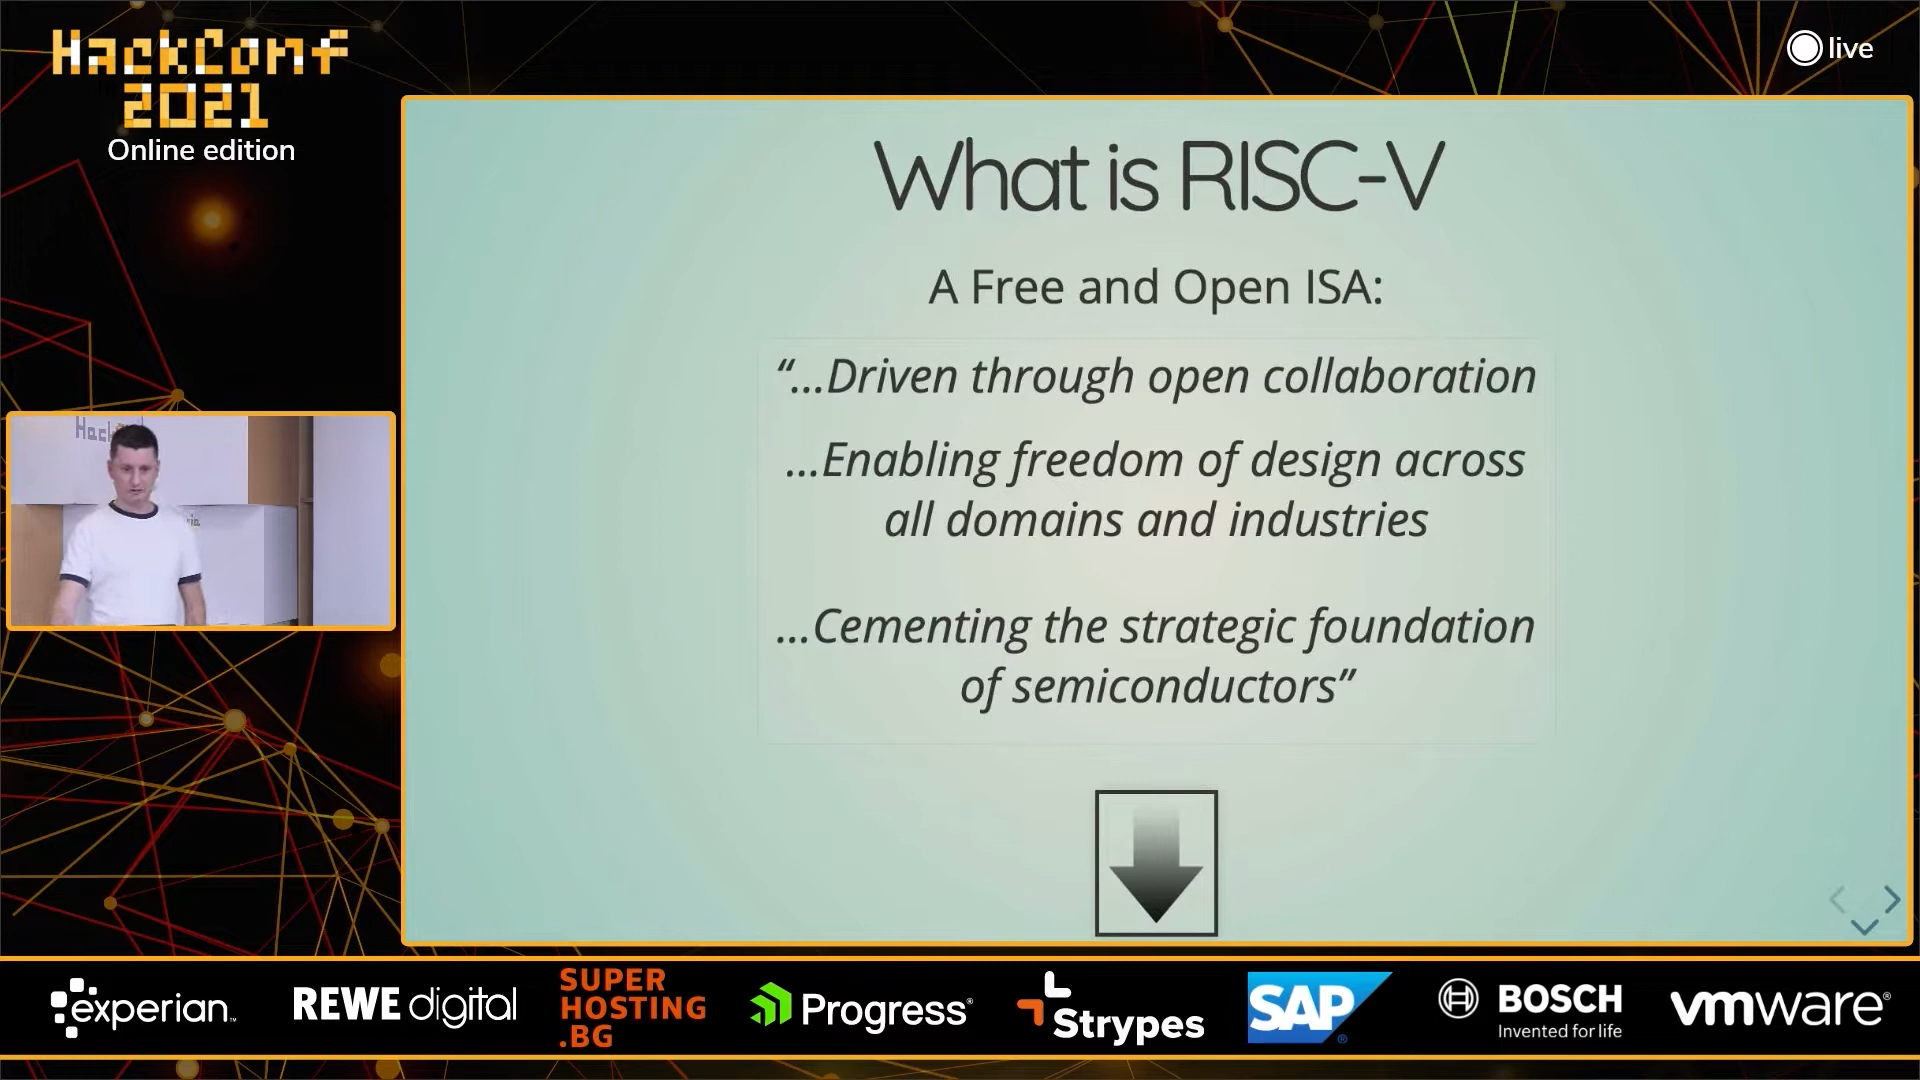 HackConf
2021
Online edition
live
What is RISC-V
A Free and Open ISA:
“...Driven through open collaboration
...Enabling freedom of design across
all domains and industries
...Cementing the strategic foundation
of semiconductors”
Hack
experian™
REWE digital
SUPER
HOSTING
.BG
Progress®
Strypes
SAP®
BOSCH
Invented for life
vmware®